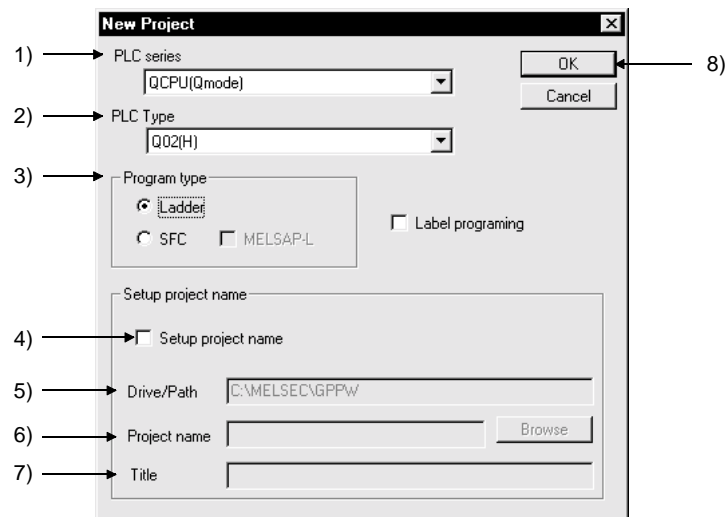 New Project
1) PLC series
QCPU(Qmode)
OK 8)
Cancel
2) PLC Type
Q02(H)
3) Program type
Ladder
SFC MELSAP-L
Label programing
Setup project name
4) Setup project name
5) Drive/Path C:\MELSEC\GPPW
6) Project name Browse
7) Title